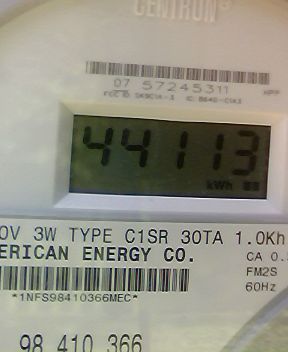 CENTRON®
07 57245311
44113
kWh
0V 3W TYPE C1SR 30TA 1.0Kh
ERICAN ENERGY CO.
CA 0.
FM2S
*1NFS98410366MEC*
60Hz
98 410 366